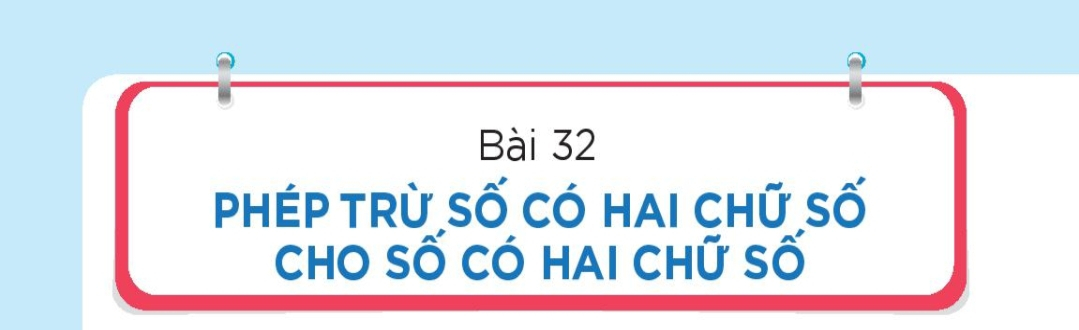 Bài 32
PHÉP TRỪ SỐ CÓ HAI CHỮ SỐ
CHO SỐ CÓ HAI CHỮ SỐ